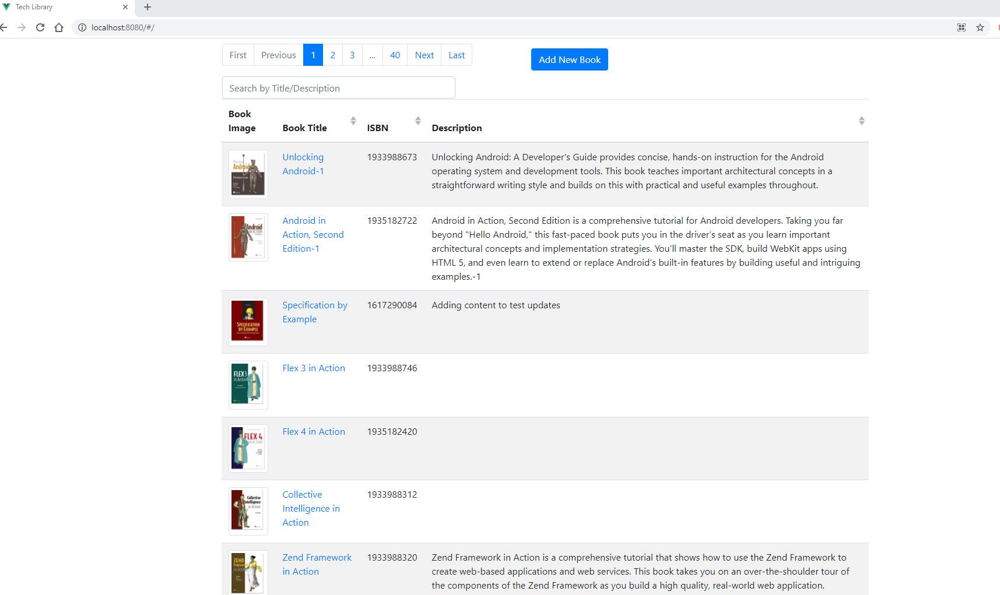 Tech Library
localhost:8080/#/
First Previous 1 2 3 ... 40 Next Last
Add New Book
Search by Title/Description
Book Image
Book Title
ISBN
Description
Unlocking
Android-1
1933988673
Unlocking Android: A Developer's Guide provides concise, hands-on instruction for the Android
operating system and development tools. This book teaches important architectural concepts in a
straightforward writing style and builds on this with practical and useful examples throughout.
Android
Android in
Action, Second
Edition-1
1935182722
Android in Action, Second Edition is a comprehensive tutorial for Android developers. Taking you far
beyond "Hello Android," this fast-paced book puts you in the driver's seat as you learn important
architectural concepts and implementation strategies. You'll master the SDK, build WebKit apps using
HTML 5, and even learn to extend or replace Android's built-in features by building useful and intriguing
examples.-1
Android
IN ACTION
Specification by
Example
1617290084
Adding content to test updates
SPECIFICATION
BY EXAMPLE
Flex 3 in Action
1933988746
FLEX 3
in Action
Flex 4 in Action
1935182420
FLEX 4
IN ACTION
Collective
Intelligence in
Action
1933988312
Collective
Intelligence
in Action
Zend Framework
in Action
1933988320
Zend Framework in Action is a comprehensive tutorial that shows how to use the Zend Framework to
create web-based applications and web services. This book takes you on an over-the-shoulder tour of
the components of the Zend Framework as you build a high quality, real-world web application.
ZEND
Framework
in Action